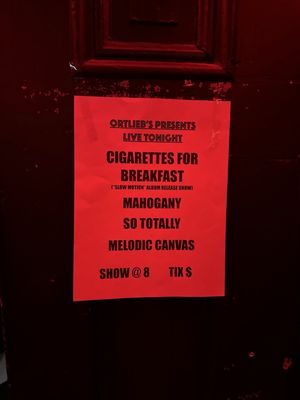 ORTLIEB'S PRESENTS
LIVE TONIGHT
CIGARETTES FOR
BREAKFAST
("SLOW MOTION" ALBUM RELEASE SHOW)
MAHOGANY
SO TOTALLY
MELODIC CANVAS
SHOW @ 8 TIX $